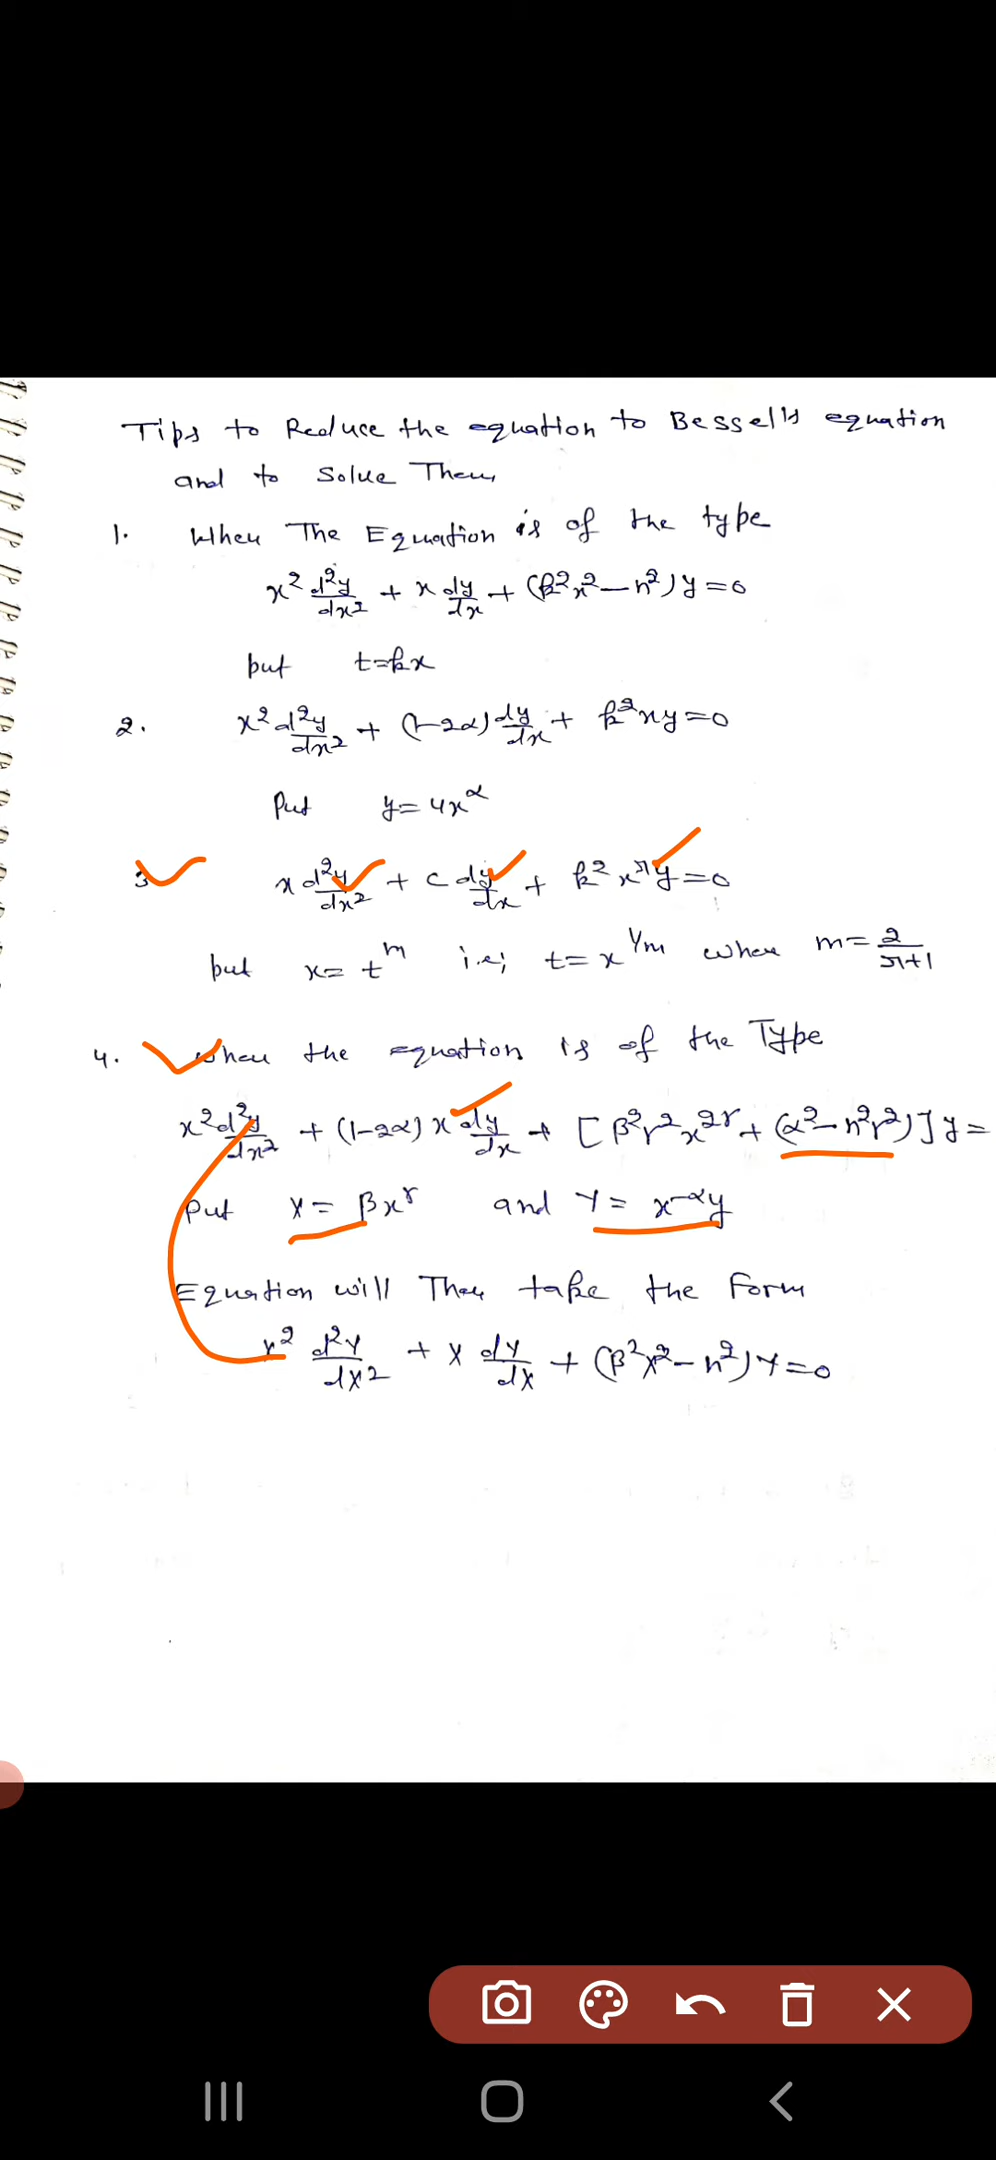 Tips to Reduce the equation to Bessel's equation
and to Solve Them
1. When The Equation is of the type
x² d²y/dx² + x dy/dx + (k²x² − n²) y = 0
put t = kx
2. x² d²y/dx² + (1−2α) dy/dx + k²xy = 0
Put y = ux^α
3 x d²y/dx² + c dy/dx + k² x^r y = 0
put x = t^m i.e; t = x^1/m where m = 2/r+1
4. When the equation is of the Type
x² d²y/dx² + (1−2α) x dy/dx + [β²r²x^2r + (α² − n²r²)] y =
Put X = βx^r and Y = x^−α y
Equation will Then take the Form
X² d²Y/dX² + X dY/dX + (β²X² − n²) Y = 0